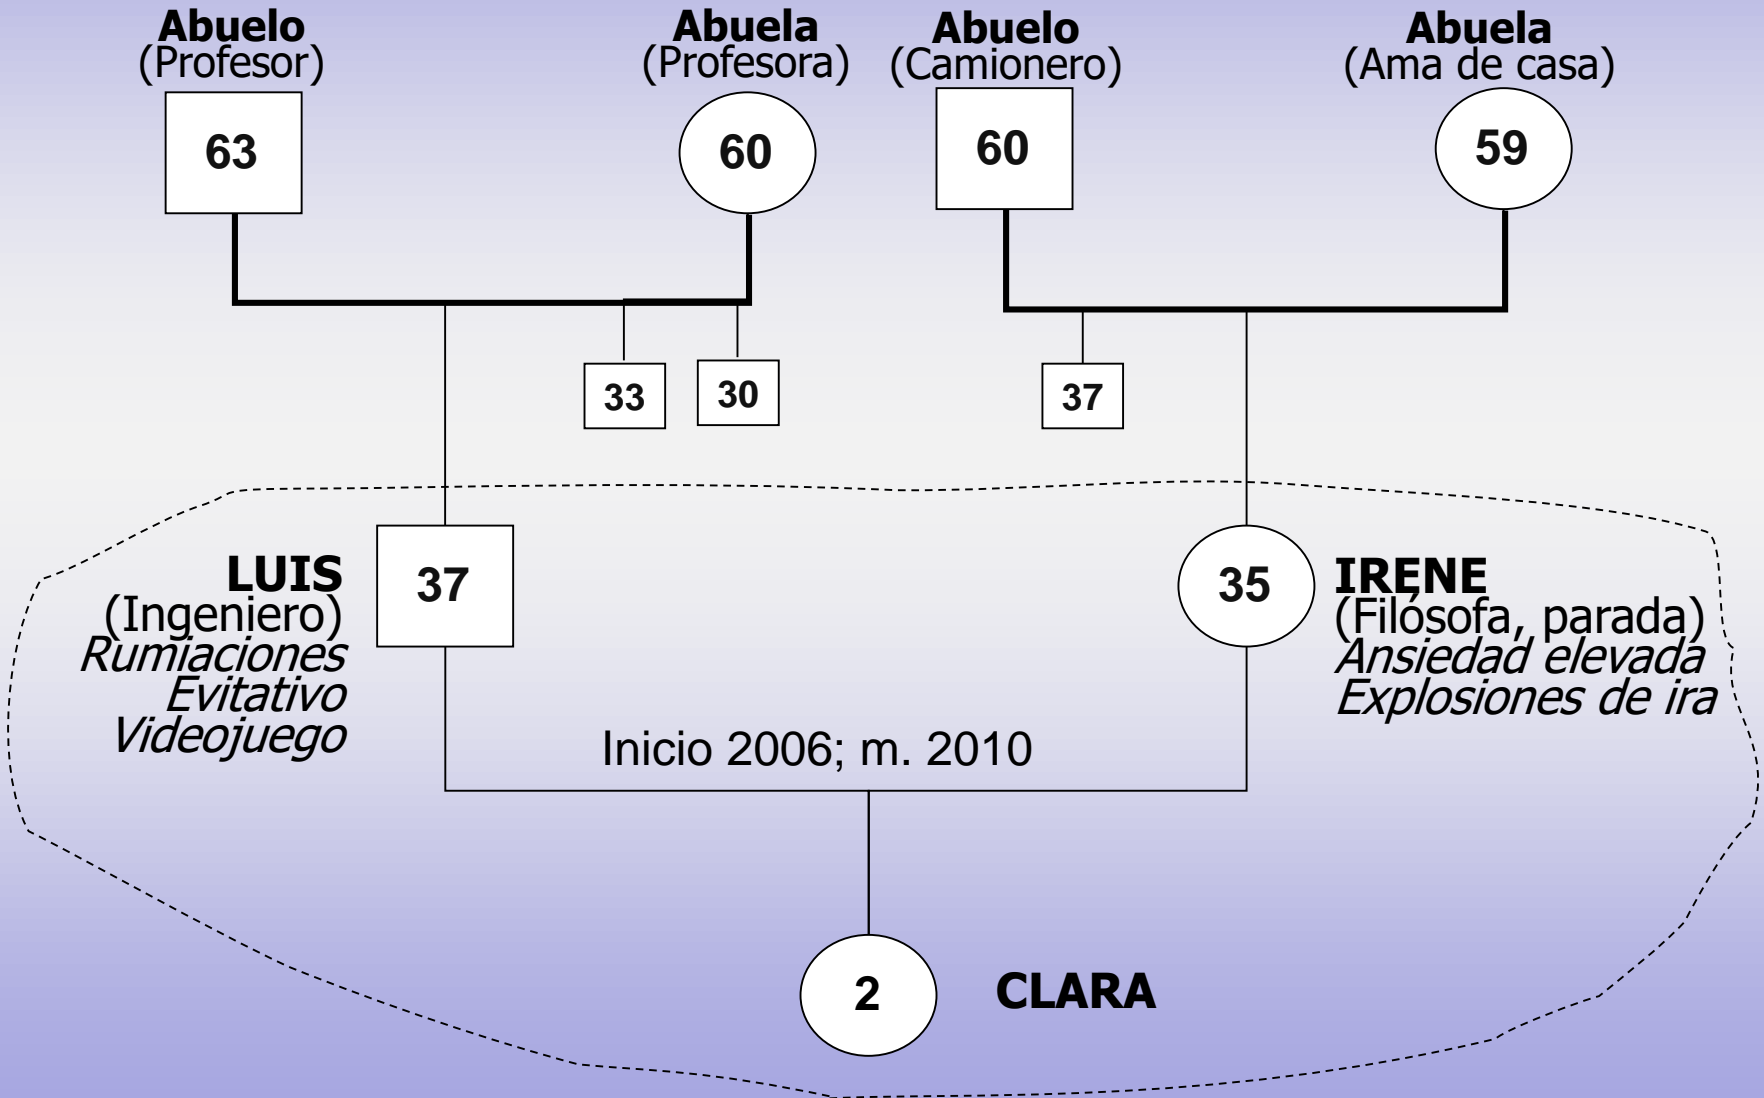 Abuelo
(Profesor)
Abuela
(Profesora)
Abuelo
(Camionero)
Abuela
(Ama de casa)
63
60
60
59
33
30
37
LUIS
(Ingeniero)
Rumiaciones
Evitativo
Videojuego
37
35
IRENE
(Filósofa, parada)
Ansiedad elevada
Explosiones de ira
Inicio 2006; m. 2010
2
CLARA